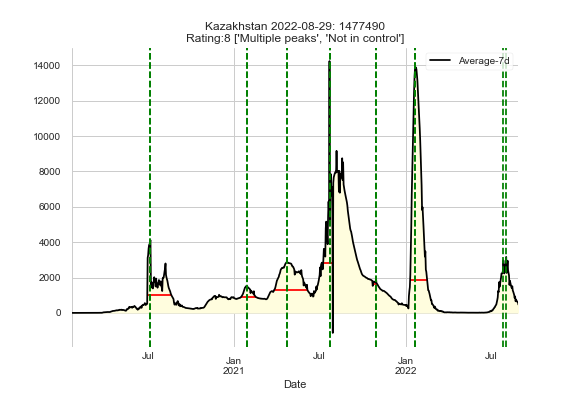 Kazakhstan 2022-08-29: 1477490
Rating:8 ['Multiple peaks', 'Not in control']
Average-7d
14000
12000
10000
8000
6000
4000
2000
0
Jul
Jan
2021
Jul
Jan
2022
Jul
Date